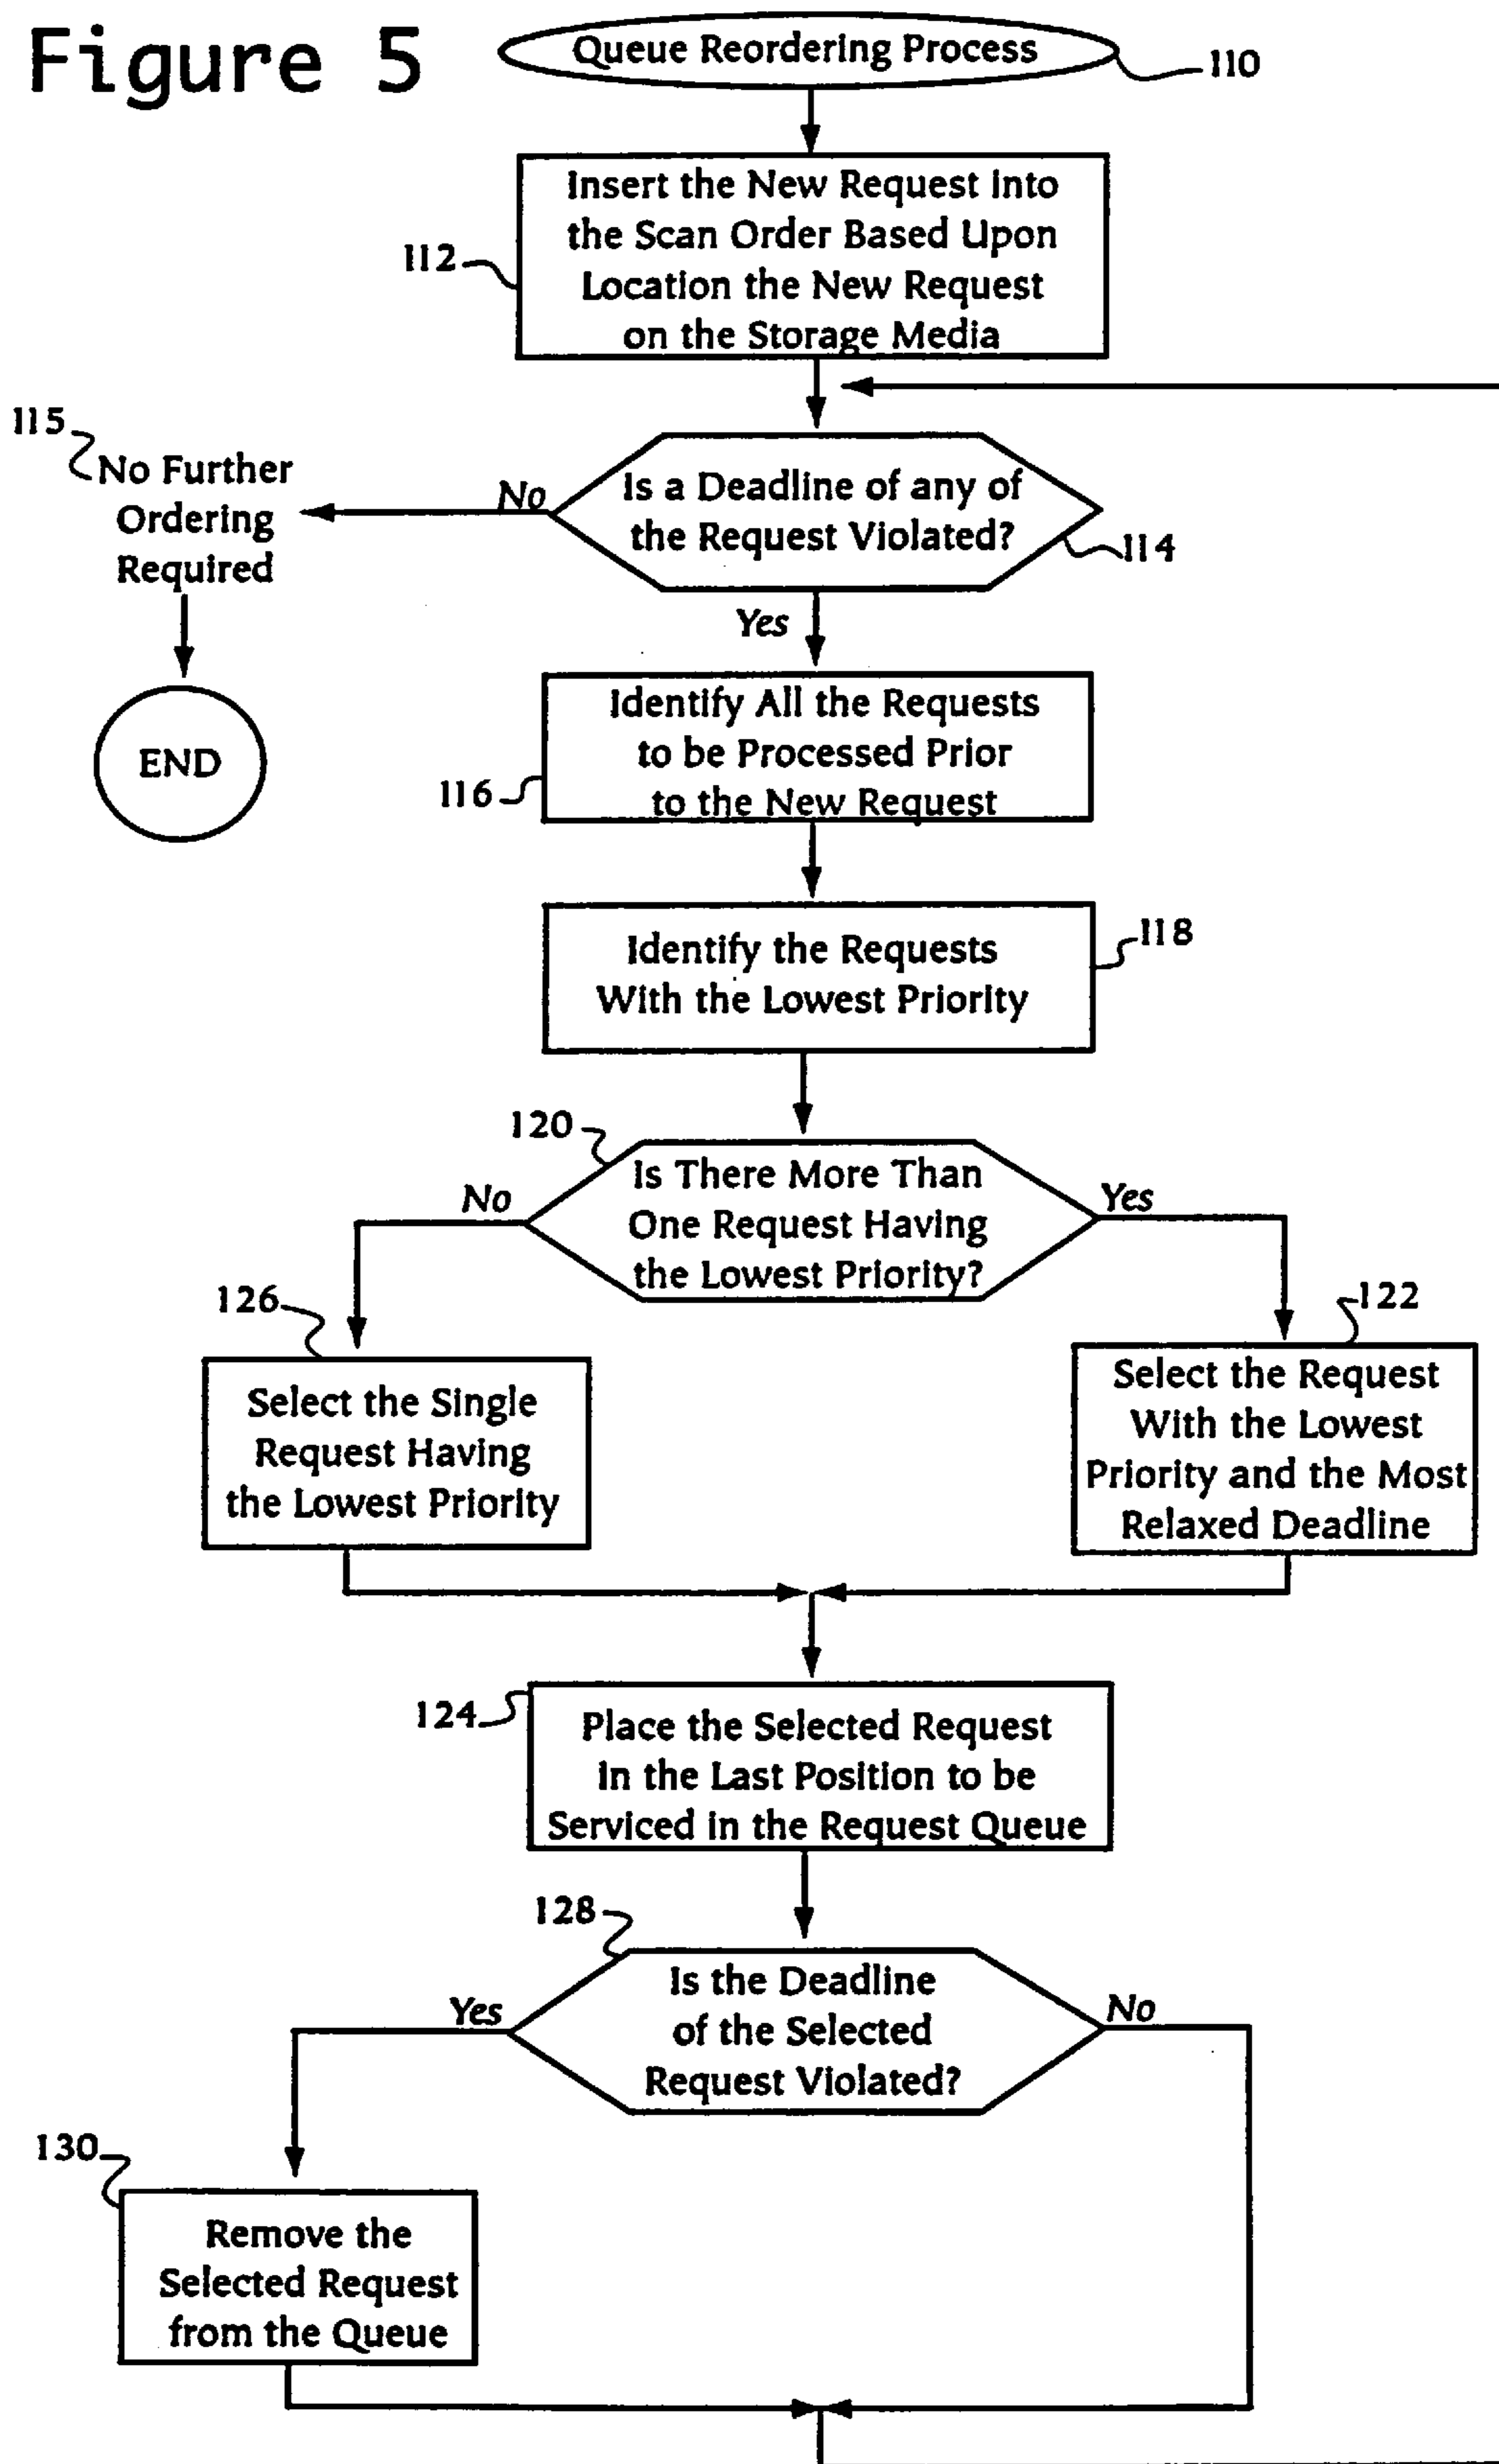 Figure 5
Queue Reordering Process
110
Insert the New Request Into
the Scan Order Based Upon
Location the New Request
on the Storage Media
112
115
No Further
Ordering
Required
No
Is a Deadline of any of
the Request Violated?
114
Yes
END
Identify All the Requests
to be Processed Prior
to the New Request
116
Identify the Requests
With the Lowest Priority
118
120
Is There More Than
One Request Having
the Lowest Priority?
No
Yes
126
Select the Single
Request Having
the Lowest Priority
122
Select the Request
With the Lowest
Priority and the Most
Relaxed Deadline
124
Place the Selected Request
in the Last Position to be
Serviced in the Request Queue
128
Is the Deadline
of the Selected
Request Violated?
Yes
No
130
Remove the
Selected Request
from the Queue